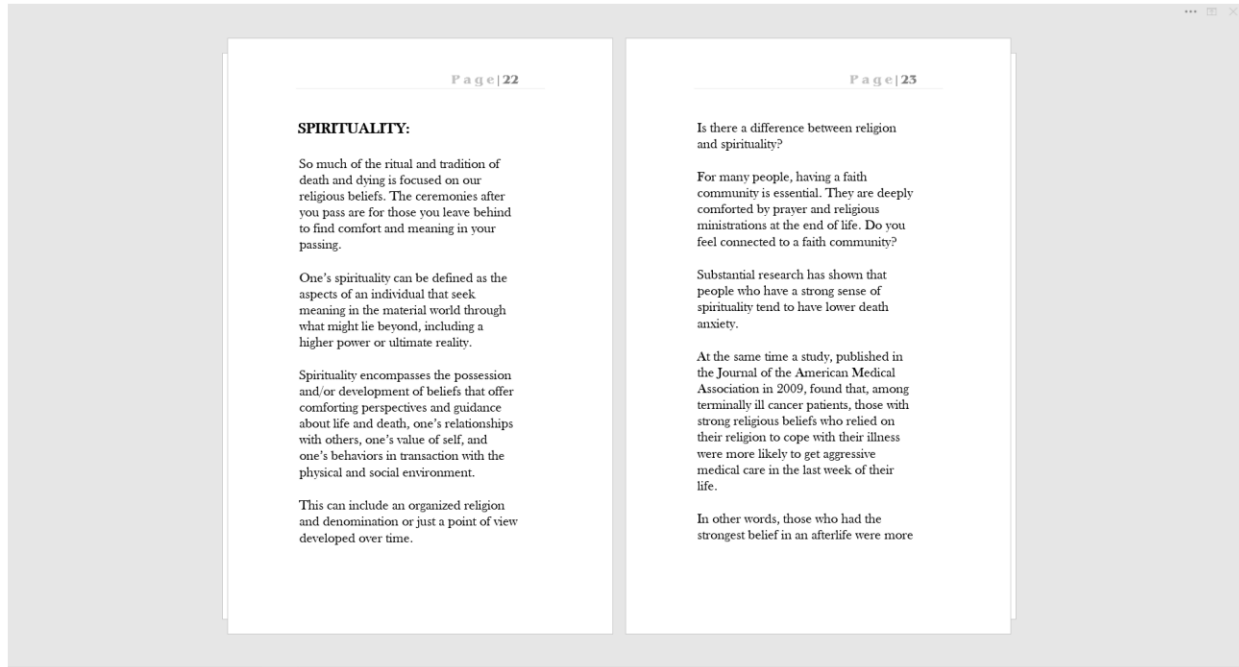 Page|22
SPIRITUALITY:
So much of the ritual and tradition of
death and dying is focused on our
religious beliefs. The ceremonies after
you pass are for those you leave behind
to find comfort and meaning in your
passing.
One's spirituality can be defined as the
aspects of an individual that seek
meaning in the material world through
what might lie beyond, including a
higher power or ultimate reality.
Spirituality encompasses the possession
and/or development of beliefs that offer
comforting perspectives and guidance
about life and death, one's relationships
with others, one's value of self, and
one's behaviors in transaction with the
physical and social environment.
This can include an organized religion
and denomination or just a point of view
developed over time.
Page|23
Is there a difference between religion
and spirituality?
For many people, having a faith
community is essential. They are deeply
comforted by prayer and religious
ministrations at the end of life. Do you
feel connected to a faith community?
Substantial research has shown that
people who have a strong sense of
spirituality tend to have lower death
anxiety.
At the same time a study, published in
the Journal of the American Medical
Association in 2009, found that, among
terminally ill cancer patients, those with
strong religious beliefs who relied on
their religion to cope with their illness
were more likely to get aggressive
medical care in the last week of their
life.
In other words, those who had the
strongest belief in an afterlife were more